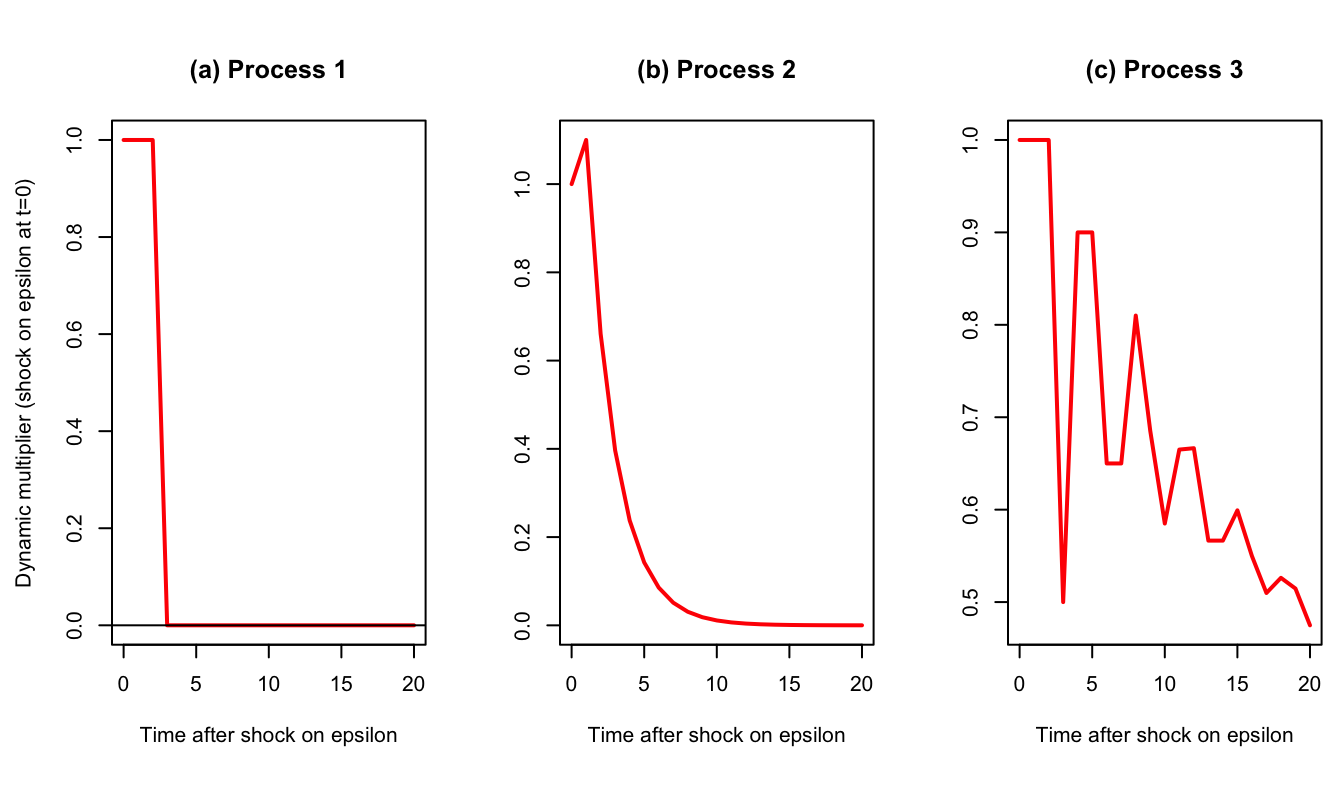 (a) Process 1
(b) Process 2
(c) Process 3
Dynamic multiplier (shock on epsilon at t=0)
1.0
0.8
0.6
0.4
0.2
0.0
0 5 10 15 20
Time after shock on epsilon
1.0
0.8
0.6
0.4
0.2
0.0
0 5 10 15 20
Time after shock on epsilon
1.0
0.9
0.8
0.7
0.6
0.5
0 5 10 15 20
Time after shock on epsilon